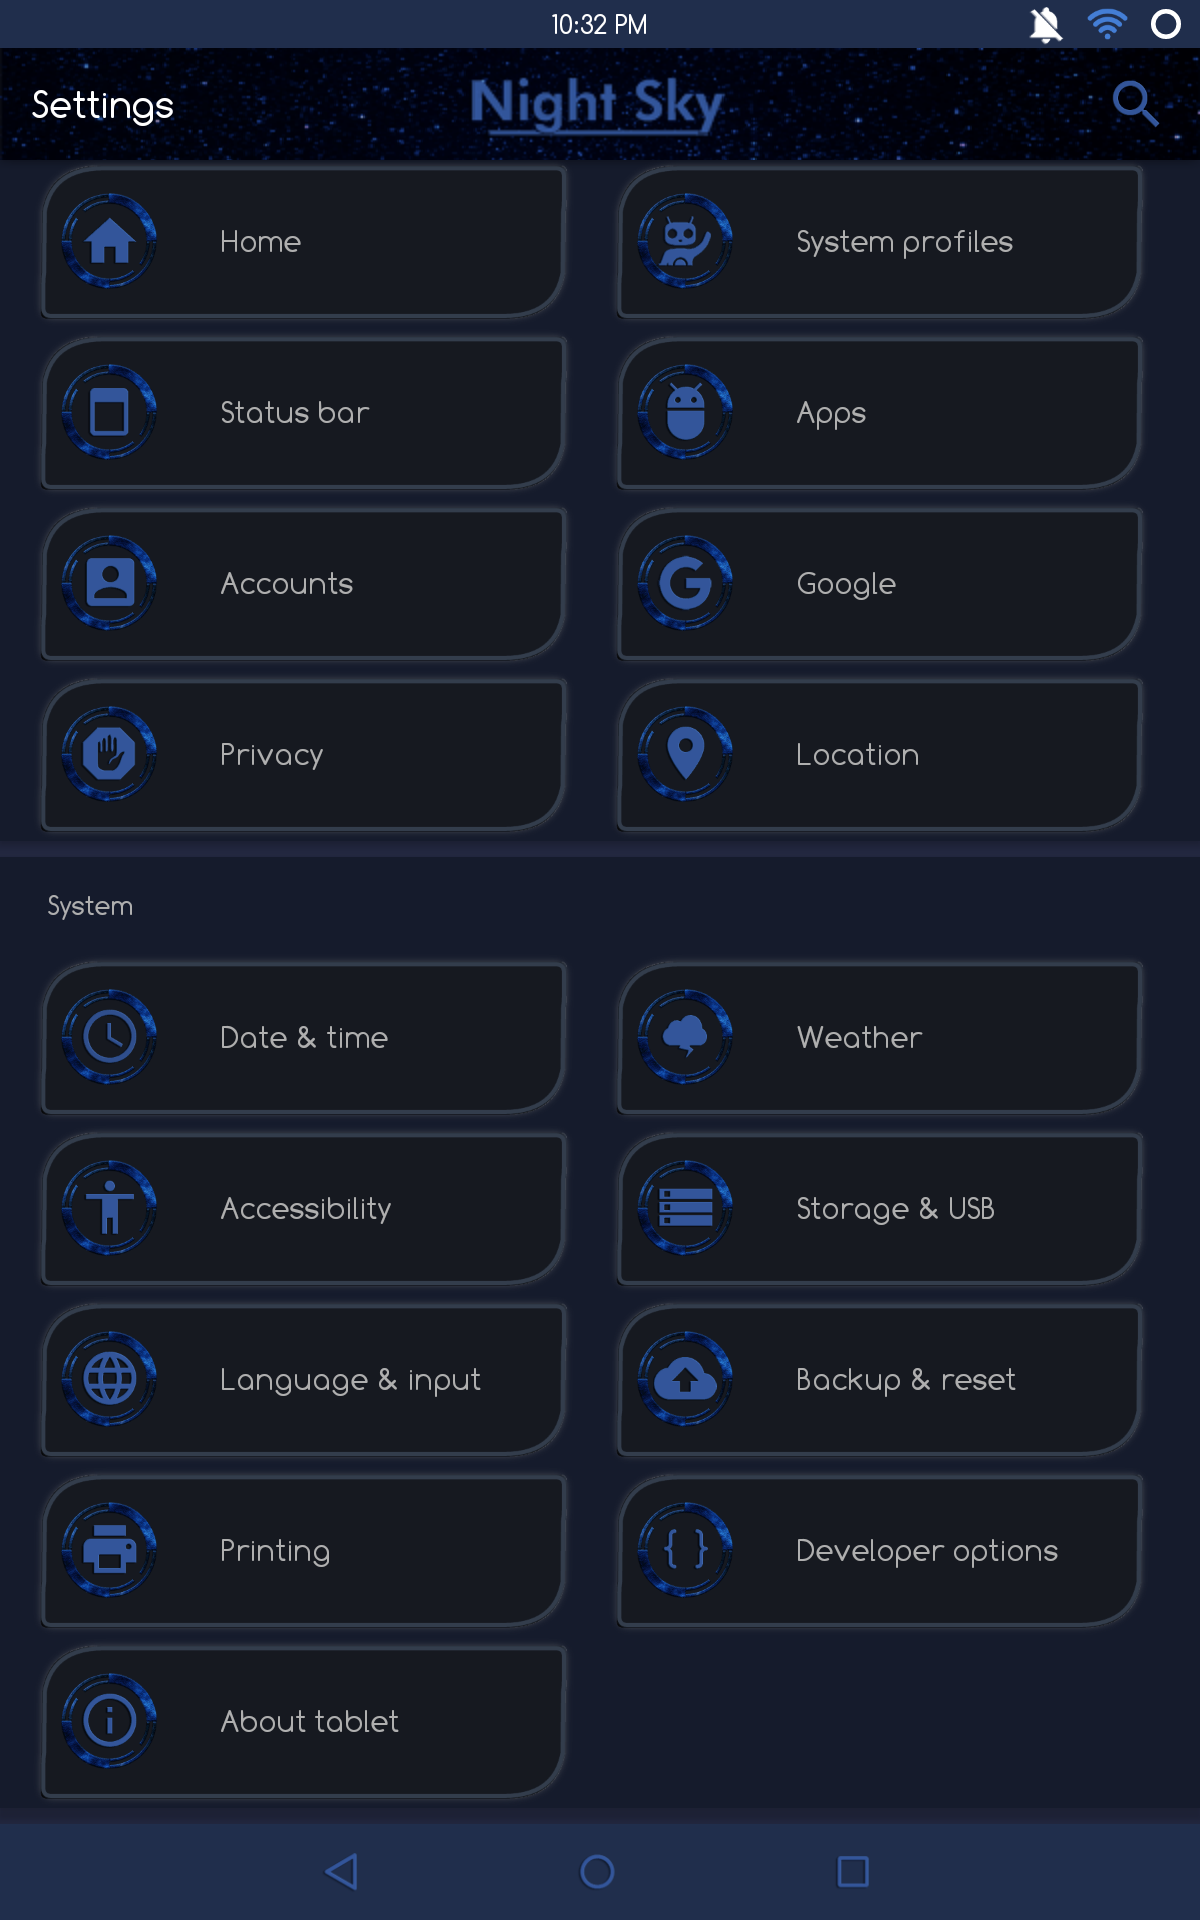 10:32 PM
Settings
Night Sky
Home
System profiles
Status bar
Apps
Accounts
Google
Privacy
Location
System
Date & time
Weather
Accessibility
Storage & USB
Language & input
Backup & reset
Printing
Developer options
About tablet